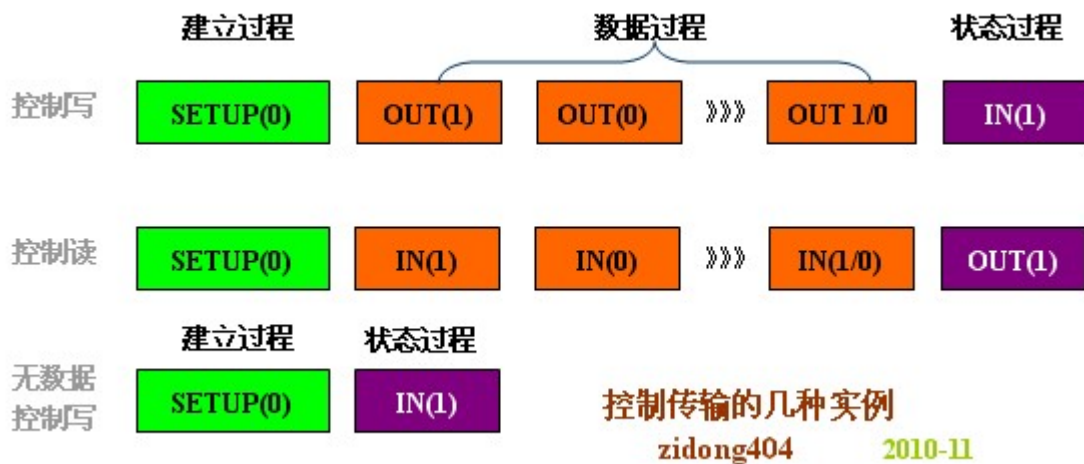 建立过程 数据过程 状态过程
控制写 SETUP(0) OUT(1) OUT(0) 》》》 OUT 1/0 IN(1)
控制读 SETUP(0) IN(1) IN(0) 》》》 IN(1/0) OUT(1)
建立过程 状态过程
无数据
控制写 SETUP(0) IN(1)
控制传输的几种实例
zidong404 2010-11